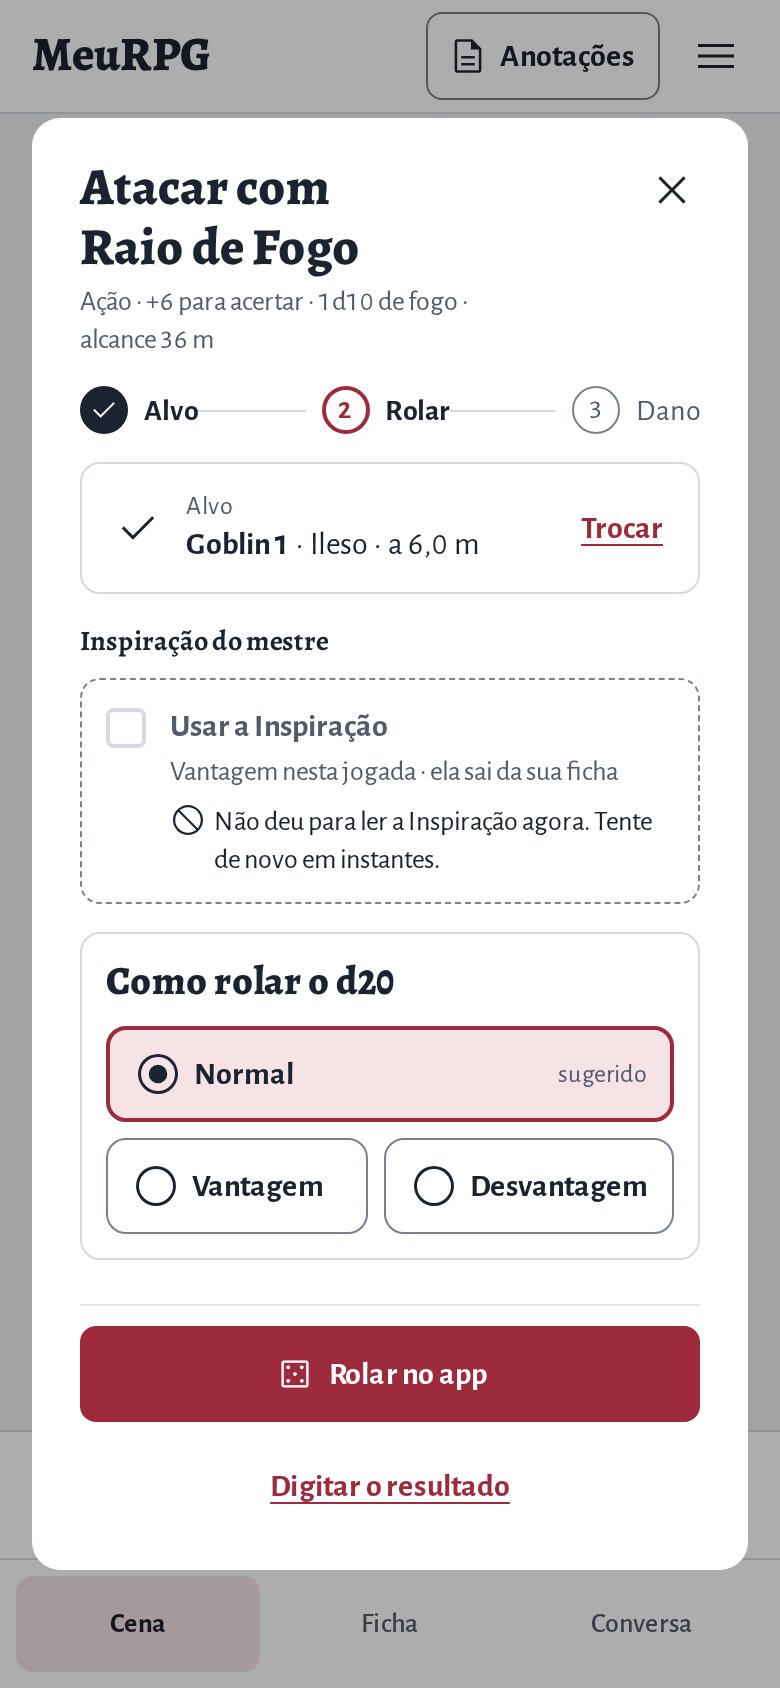 MeuRPG
Anotações
Atacar com
Raio de Fogo
Ação · +6 para acertar · 1d10 de fogo ·
alcance 36 m
Alvo
2
Rolar
3
Dano
Alvo
Goblin 1 · Ileso · a 6,0 m
Trocar
Inspiração do mestre
Usar a Inspiração
Vantagem nesta jogada · ela sai da sua ficha
Não deu para ler a Inspiração agora. Tente
de novo em instantes.
Como rolar o d20
Normal
sugerido
Vantagem
Desvantagem
Rolar no app
Digitar o resultado
Cena
Ficha
Conversa